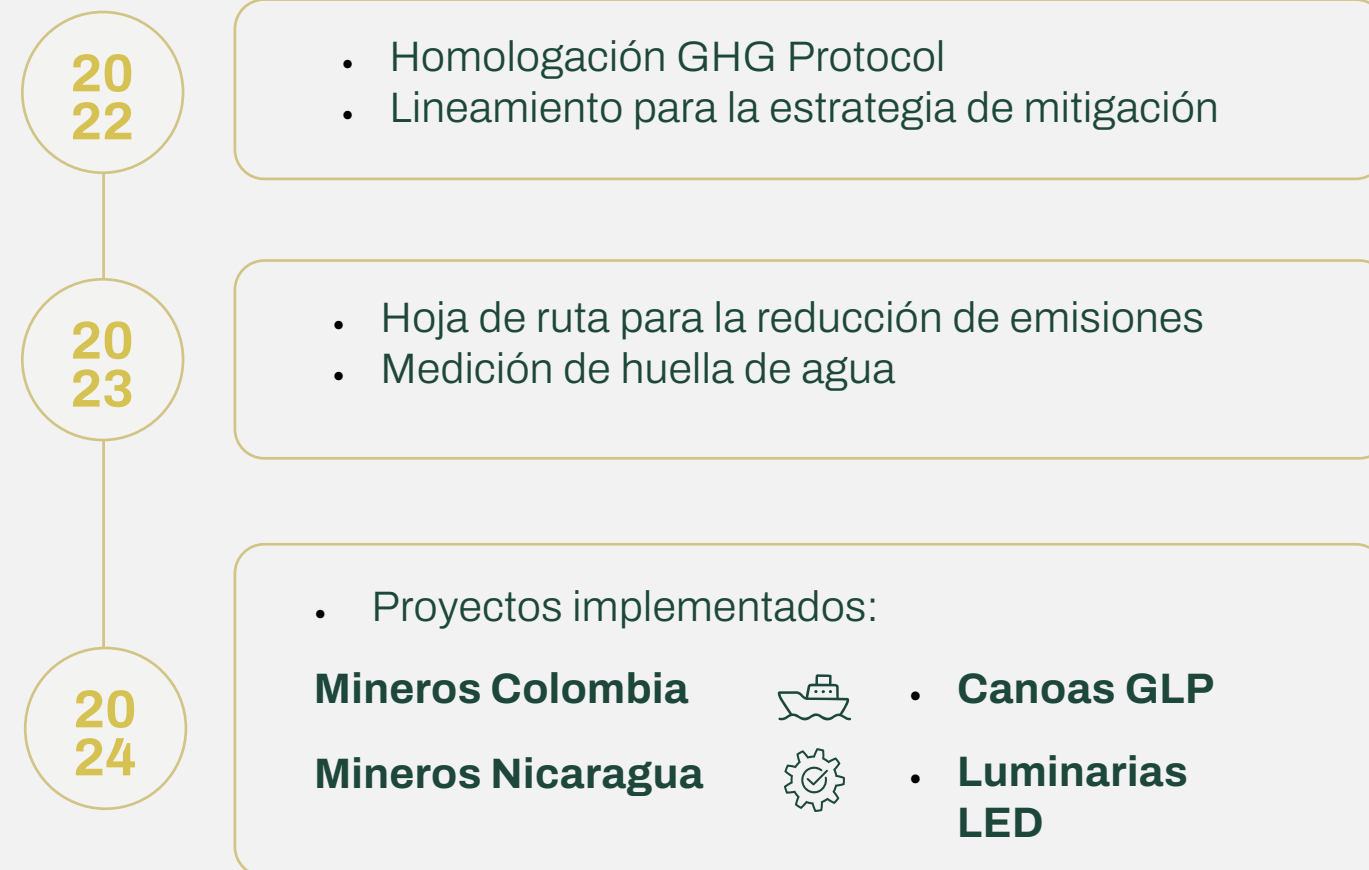 20
22
• Homologación GHG Protocol
• Lineamiento para la estrategia de mitigación
20
23
• Hoja de ruta para la reducción de emisiones
• Medición de huella de agua
20
24
• Proyectos implementados:
Mineros Colombia • Canoas GLP
Mineros Nicaragua • Luminarias
LED